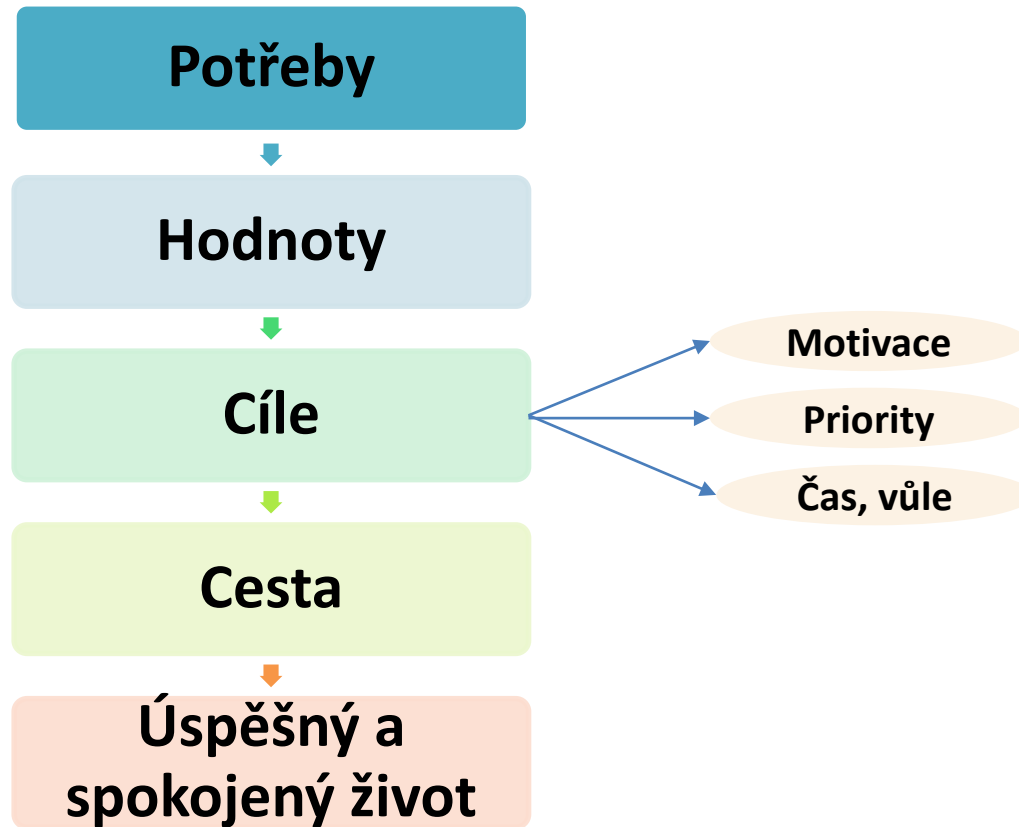 Potřeby
Hodnoty
Cíle
Motivace
Priority
Čas, vůle
Cesta
Úspěšný a
spokojený život